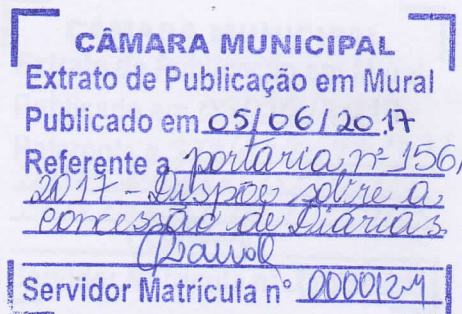 CÂMARA MUNICIPAL
Extrato de Publicação em Mural
Publicado em 05/06/2017
Referente a portaria nº 156/
2017 - Dispõe sobre a
concessão de Diárias.
Servidor Matrícula nº 0000124